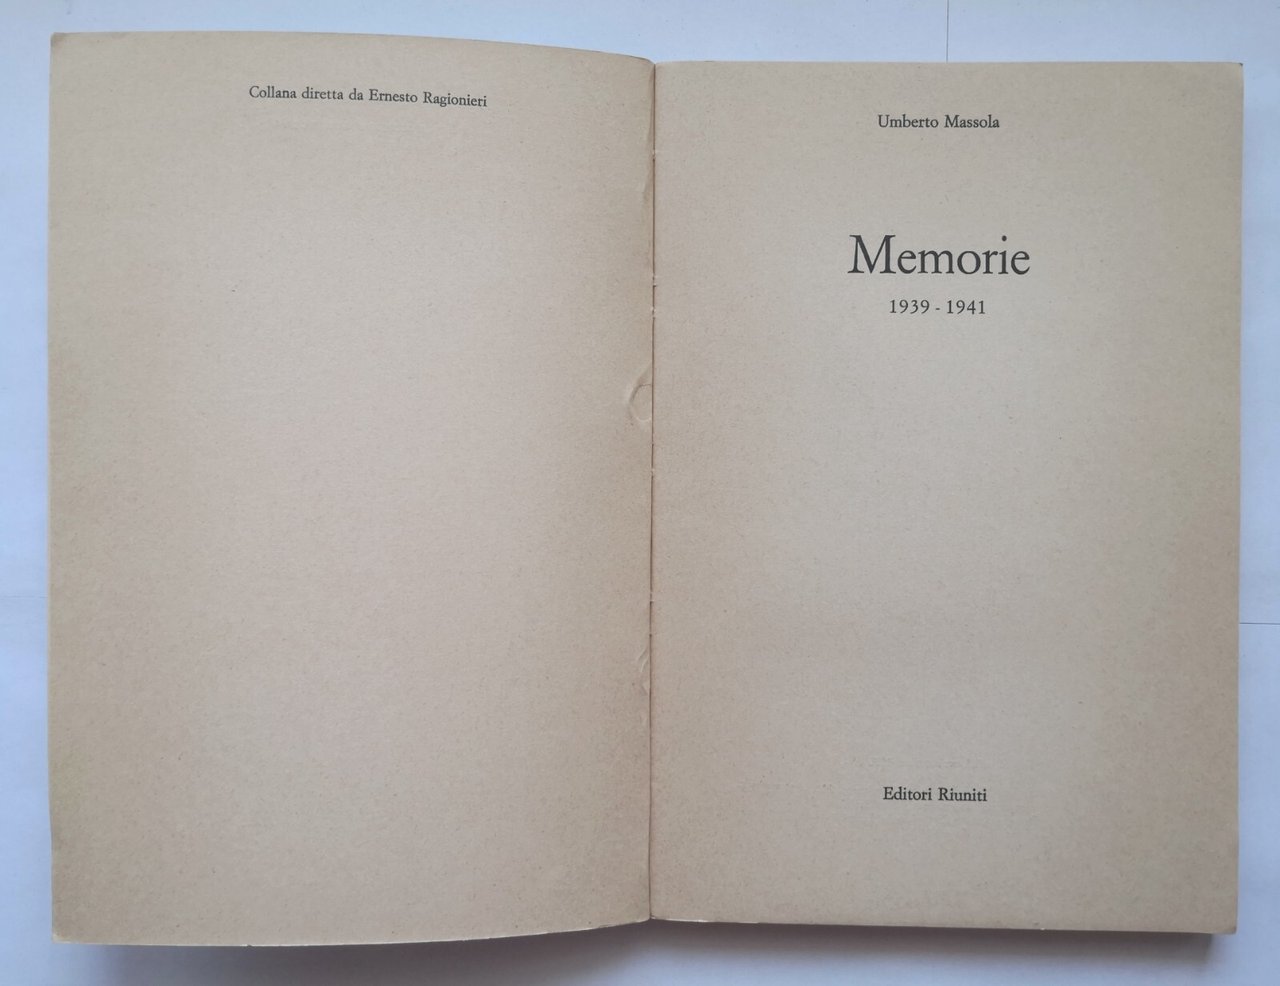 Collana diretta da Ernesto Ragionieri
Umberto Massola
Memorie
1939 - 1941
Editori Riuniti